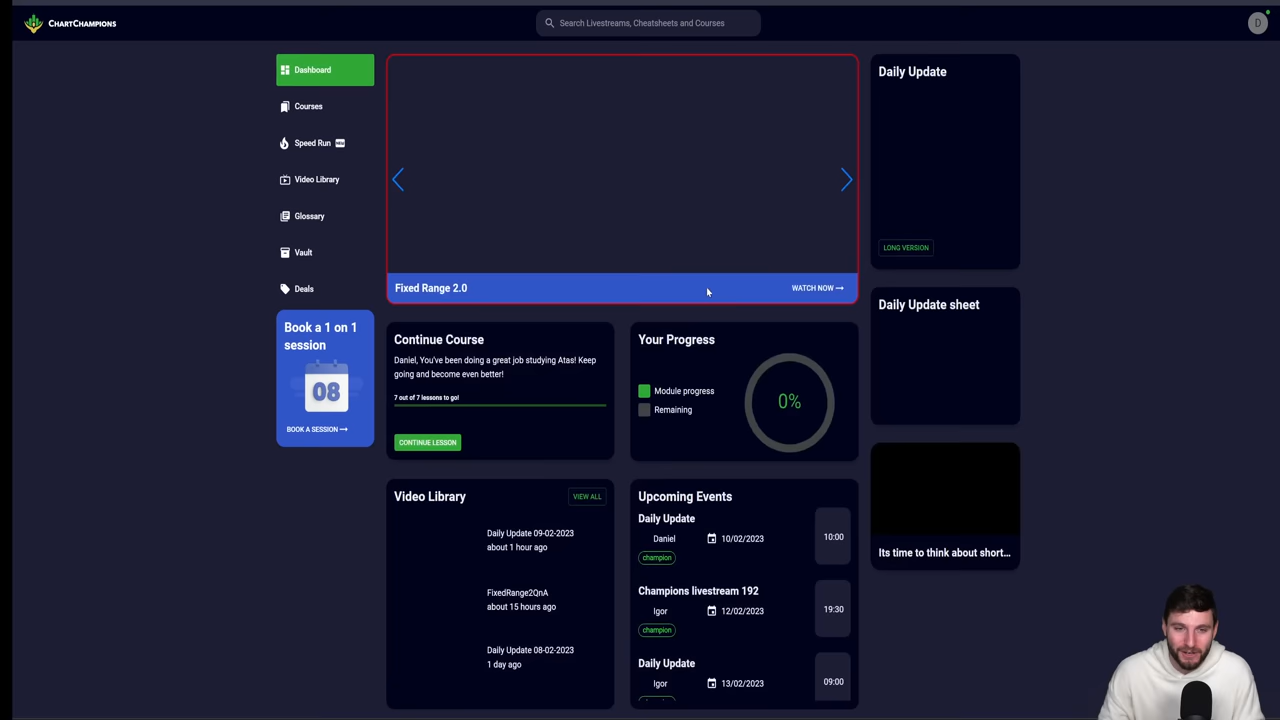 ChartChampions
Search Livestreams, Cheatsheets and Courses
D
Dashboard
Courses
Speed Run NEW
Video Library
Glossary
Vault
Deals
Book a 1 on 1
session
08
BOOK A SESSION
Fixed Range 2.0
WATCH NOW
Continue Course
Daniel, You've been doing a great job studying Atas! Keep
going and become even better!
7 out of 7 lessons to go!
CONTINUE LESSON
Your Progress
Module progress
Remaining
0%
Video Library
VIEW ALL
Daily Update 09-02-2023
about 1 hour ago
FixedRange2QnA
about 15 hours ago
Daily Update 08-02-2023
1 day ago
Upcoming Events
Daily Update
Daniel
10/02/2023
10:00
champion
Champions livestream 192
Igor
12/02/2023
19:30
champion
Daily Update
Igor
13/02/2023
09:00
Daily Update
LONG VERSION
Daily Update sheet
Its time to think about short...